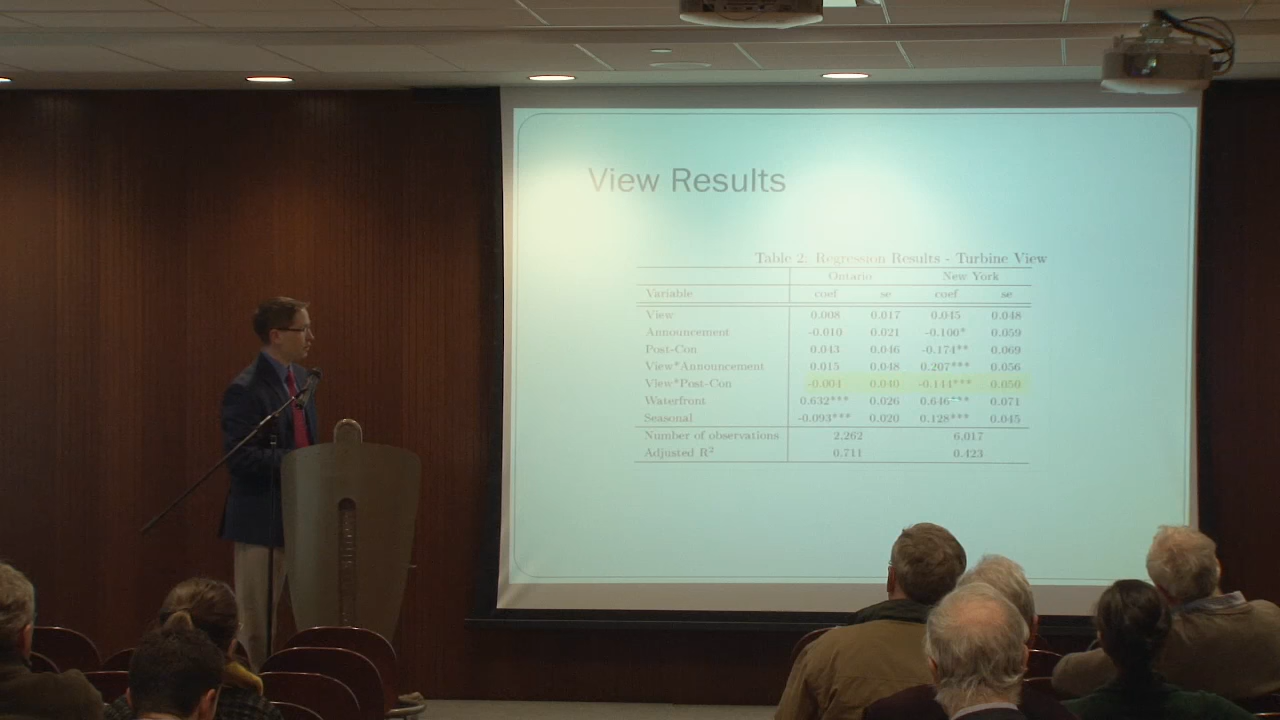 View Results
Table 2: Regression Results - Turbine View
Ontario New York
Variable coef se coef se
View 0.008 0.017 0.045 0.048
Announcement -0.010 0.021 -0.100* 0.059
Post-Con 0.043 0.046 -0.174** 0.069
View*Announcement 0.015 0.048 0.207*** 0.056
View*Post-Con -0.004 0.040 -0.144*** 0.050
Waterfront 0.632*** 0.026 0.646*** 0.071
Seasonal -0.093*** 0.020 0.128*** 0.045
Number of observations 2,262 6,017
Adjusted R² 0.711 0.423